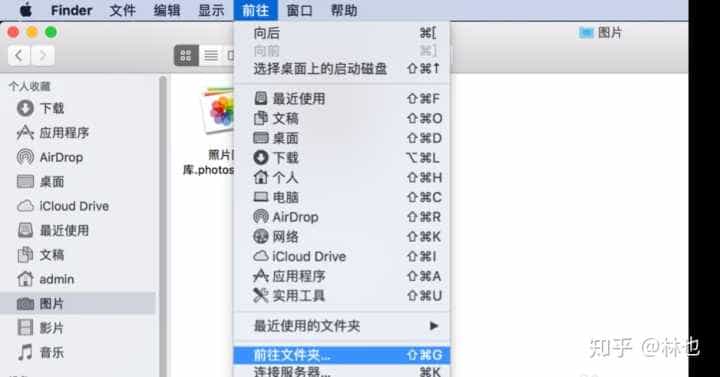 Finder 文件 编辑 显示 前往 窗口 帮助
图片
个人收藏
下载
应用程序
AirDrop
桌面
iCloud Drive
最近使用
文稿
admin
图片
影片
音乐
照片
库.photos
向后 ⌘[
向前 ⌘]
选择桌面上的启动磁盘 ⇧⌘↑
最近使用 ⇧⌘F
文稿 ⇧⌘O
桌面 ⇧⌘D
下载 ⌥⌘L
个人 ⇧⌘H
电脑 ⇧⌘C
AirDrop ⇧⌘R
网络 ⇧⌘K
iCloud Drive ⇧⌘I
应用程序 ⇧⌘A
实用工具 ⇧⌘U
最近使用的文件夹 ▶
前往文件夹... ⇧⌘G
连接服务器... ⌘K
知乎 @林也